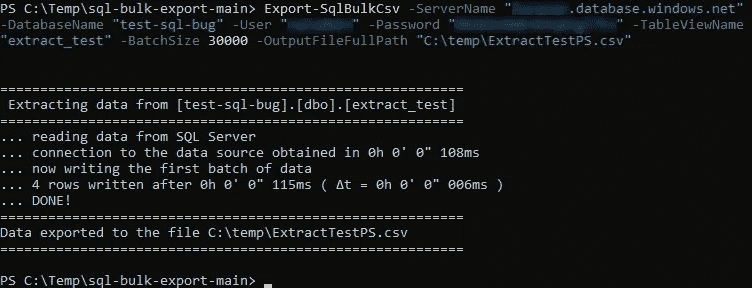 PS C:\Temp\sql-bulk-export-main> Export-SqlBulkCsv -ServerName " .database.windows.net"
-DatabaseName "test-sql-bug" -User " " -Password " " -TableViewName
"extract_test" -BatchSize 30000 -OutputFileFullPath "C:\temp\ExtractTestPS.csv"
=======================================================
Extracting data from [test-sql-bug].[dbo].[extract_test]
=======================================================
... reading data from SQL Server
... connection to the data source obtained in 0h 0' 0" 108ms
... now writing the first batch of data
... 4 rows written after 0h 0' 0" 115ms ( Δt = 0h 0' 0" 006ms )
... DONE!
=======================================================
Data exported to the file C:\temp\ExtractTestPS.csv
=======================================================
PS C:\Temp\sql-bulk-export-main>